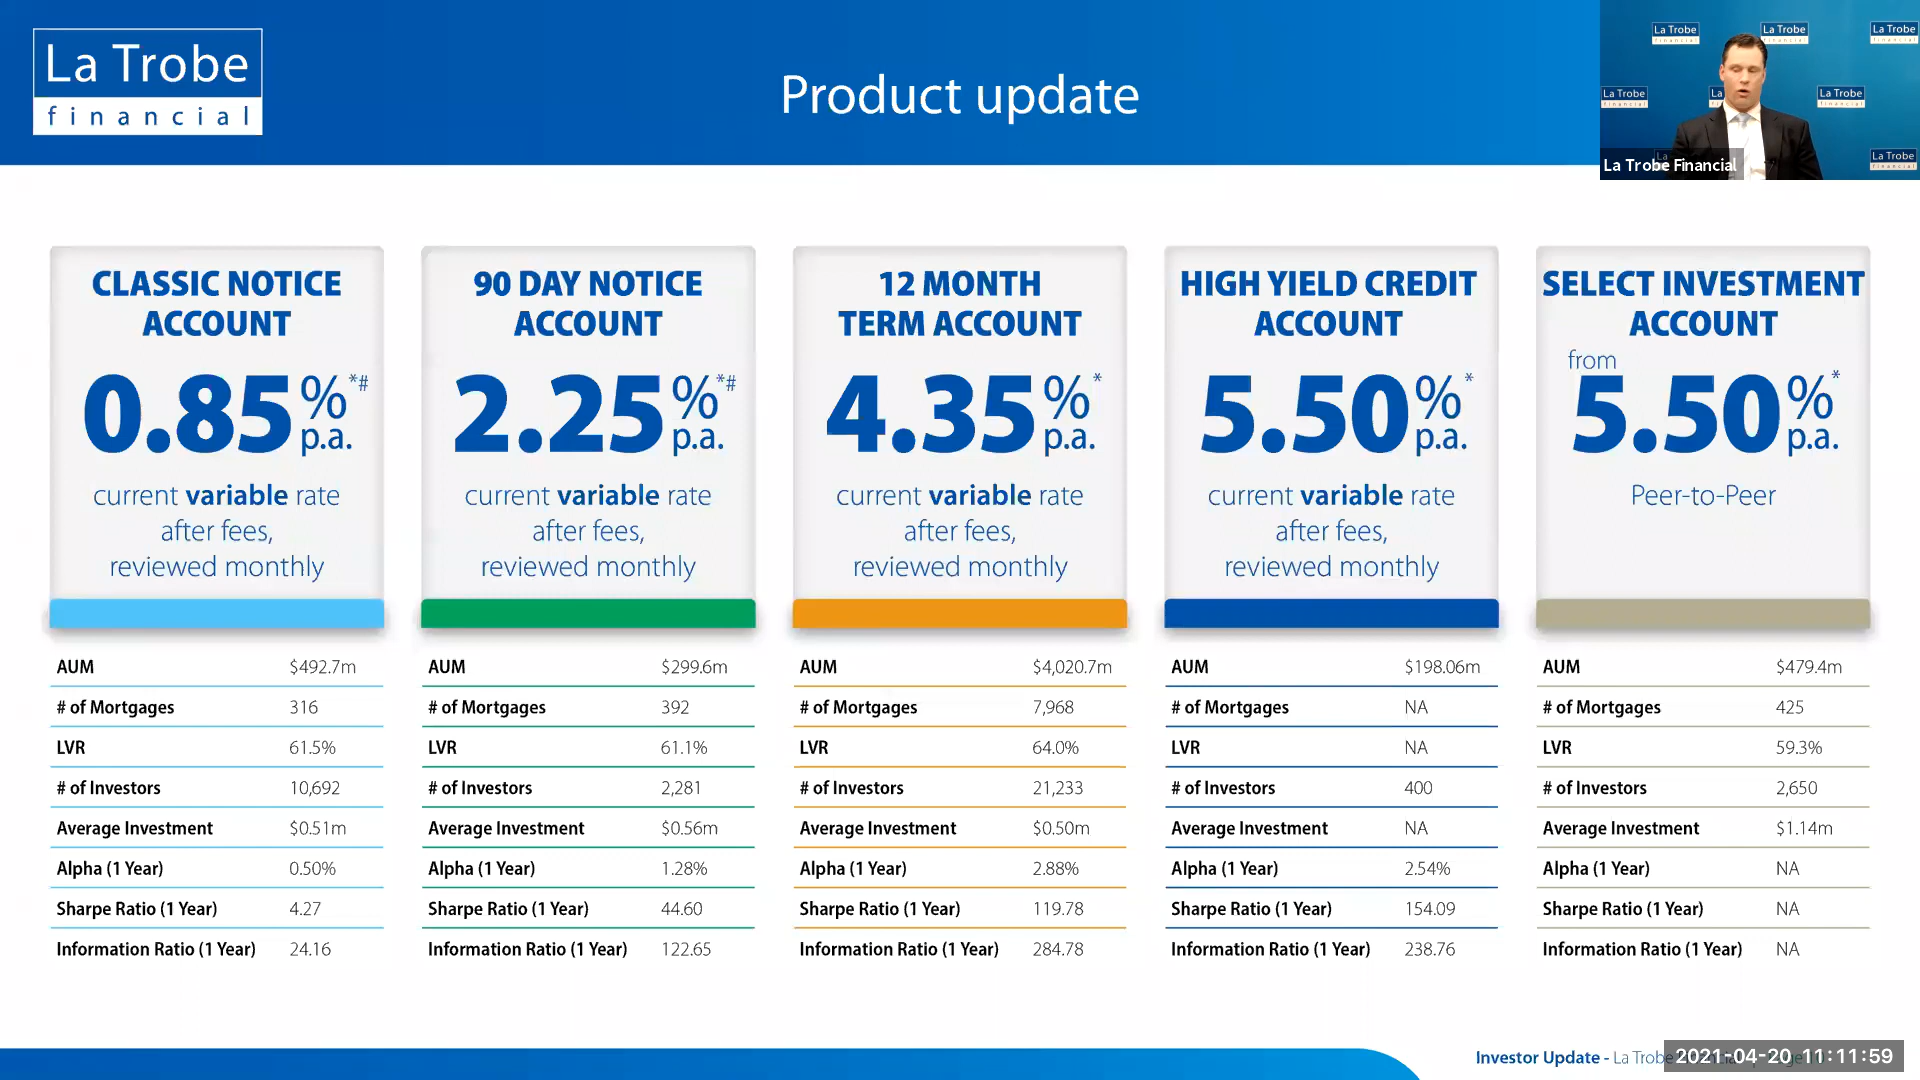 La Trobe
financial
Product update
La Trobe
financial
La Trobe
financial
La Trobe
financial
La Trobe
financial
La
La Trobe
financial
La Trobe
financial
La Trobe Financial
CLASSIC NOTICE
ACCOUNT
0.85%*#
p.a.
current variable rate
after fees,
reviewed monthly
AUM $492.7m
# of Mortgages 316
LVR 61.5%
# of Investors 10,692
Average Investment $0.51m
Alpha (1 Year) 0.50%
Sharpe Ratio (1 Year) 4.27
Information Ratio (1 Year) 24.16
90 DAY NOTICE
ACCOUNT
2.25%*#
p.a.
current variable rate
after fees,
reviewed monthly
AUM $299.6m
# of Mortgages 392
LVR 61.1%
# of Investors 2,281
Average Investment $0.56m
Alpha (1 Year) 1.28%
Sharpe Ratio (1 Year) 44.60
Information Ratio (1 Year) 122.65
12 MONTH
TERM ACCOUNT
4.35%*
p.a.
current variable rate
after fees,
reviewed monthly
AUM $4,020.7m
# of Mortgages 7,968
LVR 64.0%
# of Investors 21,233
Average Investment $0.50m
Alpha (1 Year) 2.88%
Sharpe Ratio (1 Year) 119.78
Information Ratio (1 Year) 284.78
HIGH YIELD CREDIT
ACCOUNT
5.50%*
p.a.
current variable rate
after fees,
reviewed monthly
AUM $198.06m
# of Mortgages NA
LVR NA
# of Investors 400
Average Investment NA
Alpha (1 Year) 2.54%
Sharpe Ratio (1 Year) 154.09
Information Ratio (1 Year) 238.76
SELECT INVESTMENT
ACCOUNT
from
5.50%*
p.a.
Peer-to-Peer
AUM $479.4m
# of Mortgages 425
LVR 59.3%
# of Investors 2,650
Average Investment $1.14m
Alpha (1 Year) NA
Sharpe Ratio (1 Year) NA
Information Ratio (1 Year) NA
Investor Update - La Trobe
2021-04-20 11:11:59